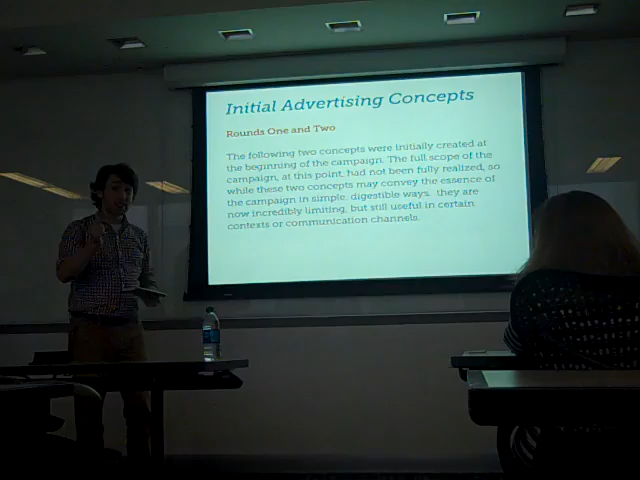 Initial Advertising Concepts
Rounds One and Two
The following two concepts were initially created at
the beginning of the campaign. The full scope of the
campaign, at this point, had not been fully realized, so
while these two concepts may convey the essence of
the campaign in simple, digestible ways, they are
now incredibly limiting, but still useful in certain
contexts or communication channels.